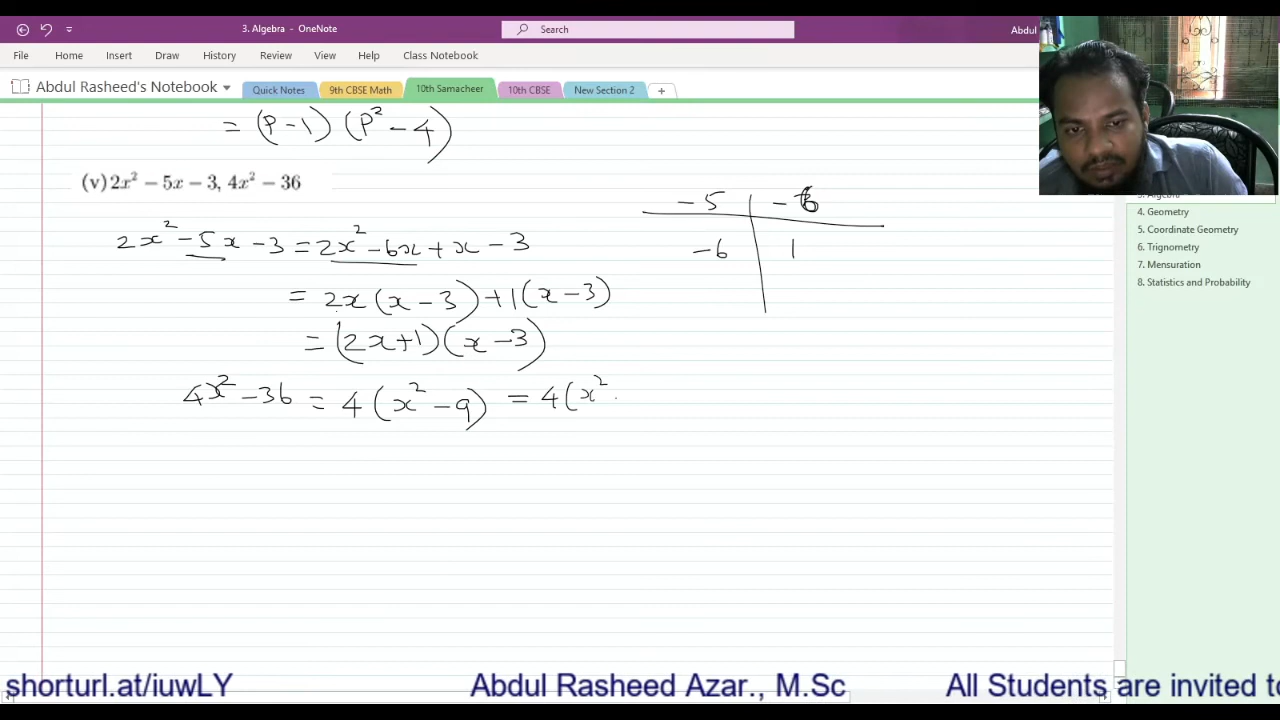 3. Algebra - OneNote
Search
Abdul
File Home Insert Draw History Review View Help Class Notebook
Abdul Rasheed's Notebook
Quick Notes 9th CBSE Math 10th Samacheer 10th CBSE New Section 2 +
= (P - 1) (P² - 4)
(v) 2x² − 5x − 3, 4x² − 36
-5 | -6
-6 | 1
2x² - 5x - 3 = 2x² - 6x + x - 3
= 2x(x - 3) + 1(x - 3)
= (2x + 1)(x - 3)
4x² - 36 = 4(x² - 9) = 4(x²
3. Algebra
4. Geometry
5. Coordinate Geometry
6. Trignometry
7. Mensuration
8. Statistics and Probability
shorturl.at/iuwLY Abdul Rasheed Azar., M.Sc All Students are invited to